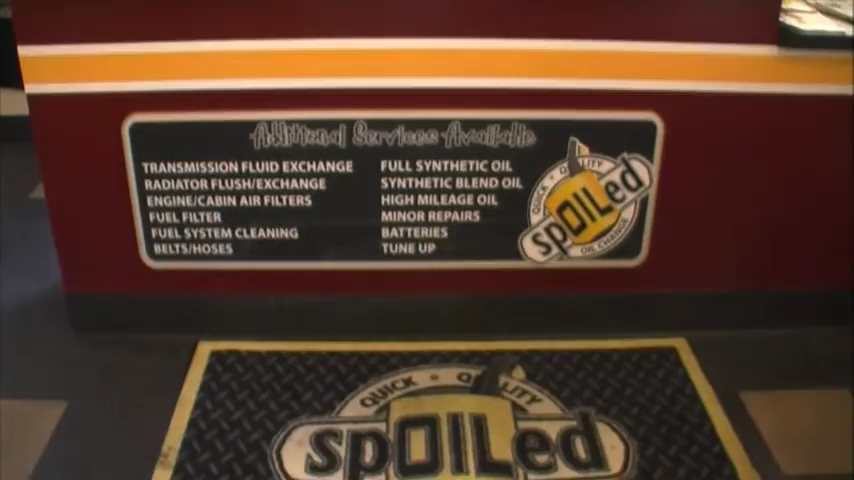 Additional Services Available
TRANSMISSION FLUID EXCHANGE
RADIATOR FLUSH/EXCHANGE
ENGINE/CABIN AIR FILTERS
FUEL FILTER
FUEL SYSTEM CLEANING
BELTS/HOSES
FULL SYNTHETIC OIL
SYNTHETIC BLEND OIL
HIGH MILEAGE OIL
MINOR REPAIRS
BATTERIES
TUNE UP
QUICK • QUALITY
spOILed
OIL CHANGE
QUICK • QUALITY
spOILed